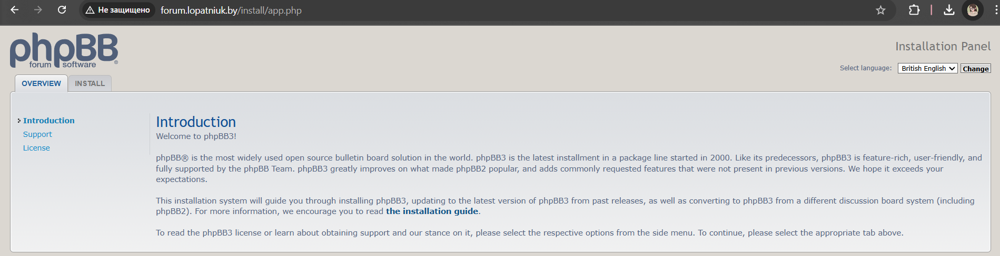 Не защищено forum.lopatniuk.by/install/app.php
phpBB®
forum software
Installation Panel
Select language: British English Change
OVERVIEW INSTALL
Introduction
Support
License
Introduction
Welcome to phpBB3!
phpBB® is the most widely used open source bulletin board solution in the world. phpBB3 is the latest installment in a package line started in 2000. Like its predecessors, phpBB3 is feature-rich, user-friendly, and
fully supported by the phpBB Team. phpBB3 greatly improves on what made phpBB2 popular, and adds commonly requested features that were not present in previous versions. We hope it exceeds your
expectations.
This installation system will guide you through installing phpBB3, updating to the latest version of phpBB3 from past releases, as well as converting to phpBB3 from a different discussion board system (including
phpBB2). For more information, we encourage you to read the installation guide.
To read the phpBB3 license or learn about obtaining support and our stance on it, please select the respective options from the side menu. To continue, please select the appropriate tab above.